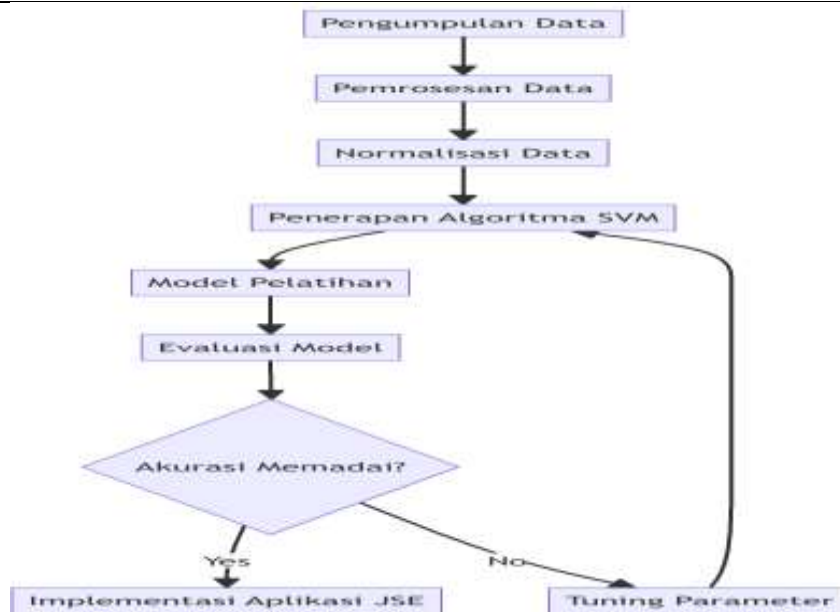 Pengumpulan Data
Pemrosesan Data
Normalisasi Data
Penerapan Algoritma SVM
Model Pelatihan
Evaluasi Model
Akurasi Memadai?
Yes
No
Implementasi Aplikasi JSE
Tuning Parameter